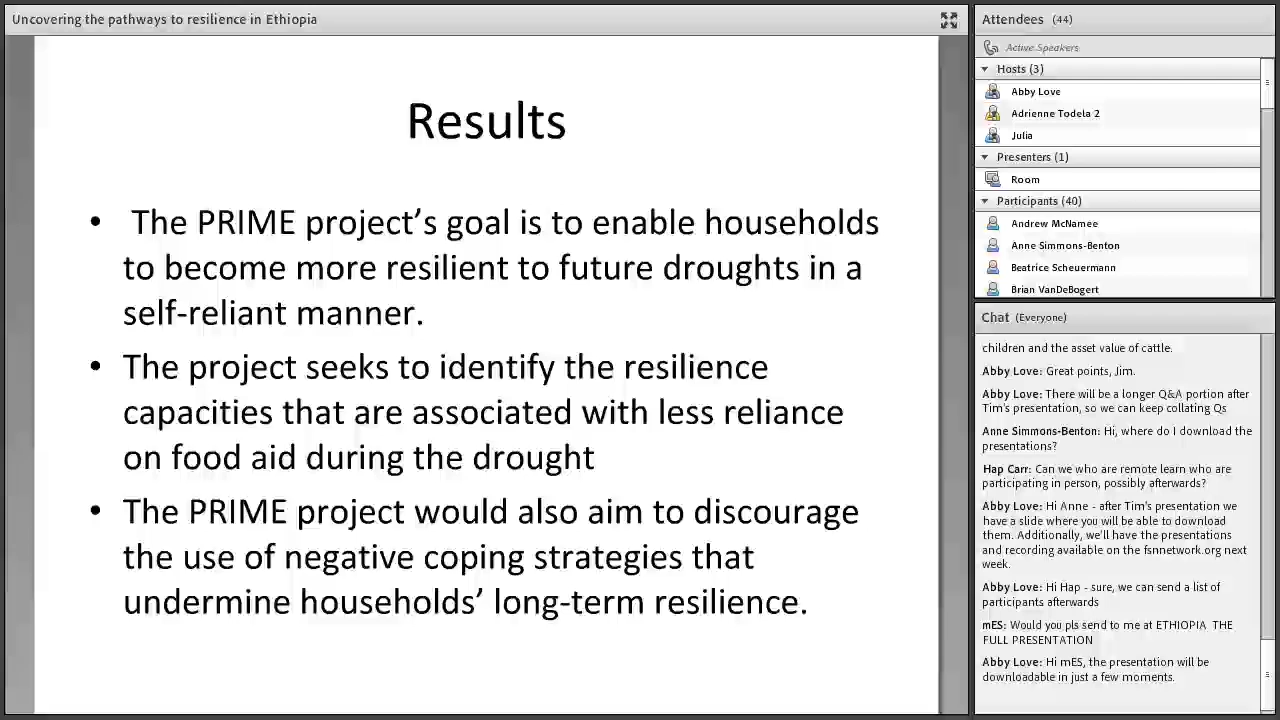 Uncovering the pathways to resilience in Ethiopia
Results
• The PRIME project’s goal is to enable households
to become more resilient to future droughts in a
self-reliant manner.
• The project seeks to identify the resilience
capacities that are associated with less reliance
on food aid during the drought
• The PRIME project would also aim to discourage
the use of negative coping strategies that
undermine households’ long-term resilience.
Attendees (44)
Active Speakers
Hosts (3)
Abby Love
Adrienne Todela 2
Julia
Presenters (1)
Room
Participants (40)
Andrew McNamee
Anne Simmons-Benton
Beatrice Scheuermann
Brian VanDeBogert
Chat (Everyone)
children and the asset value of cattle.
Abby Love: Great points, Jim.
Abby Love: There will be a longer Q&A portion after
Tim's presentation, so we can keep collating Qs
Anne Simmons-Benton: Hi, where do I download the
presentations?
Hap Carr: Can we who are remote learn who are
participating in person, possibly afterwards?
Abby Love: Hi Anne - after Tim's presentation we
have a slide where you will be able to download
them. Additionally, we'll have the presentations
and recording available on the fsnnetwork.org next
week.
Abby Love: Hi Hap - sure, we can send a list of
participants afterwards
mES: Would you pls send to me at ETHIOPIA THE
FULL PRESENTATION
Abby Love: Hi mES, the presentation will be
downloadable in just a few moments.